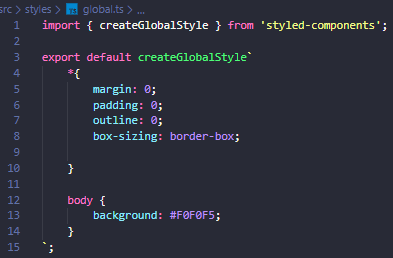 src > styles > TS global.ts > ...
1 import { createGlobalStyle } from 'styled-components';
2
3 export default createGlobalStyle`
4 *{
5 margin: 0;
6 padding: 0;
7 outline: 0;
8 box-sizing: border-box;
9
10 }
11
12 body {
13 background: #F0F0F5;
14 }
15 `;